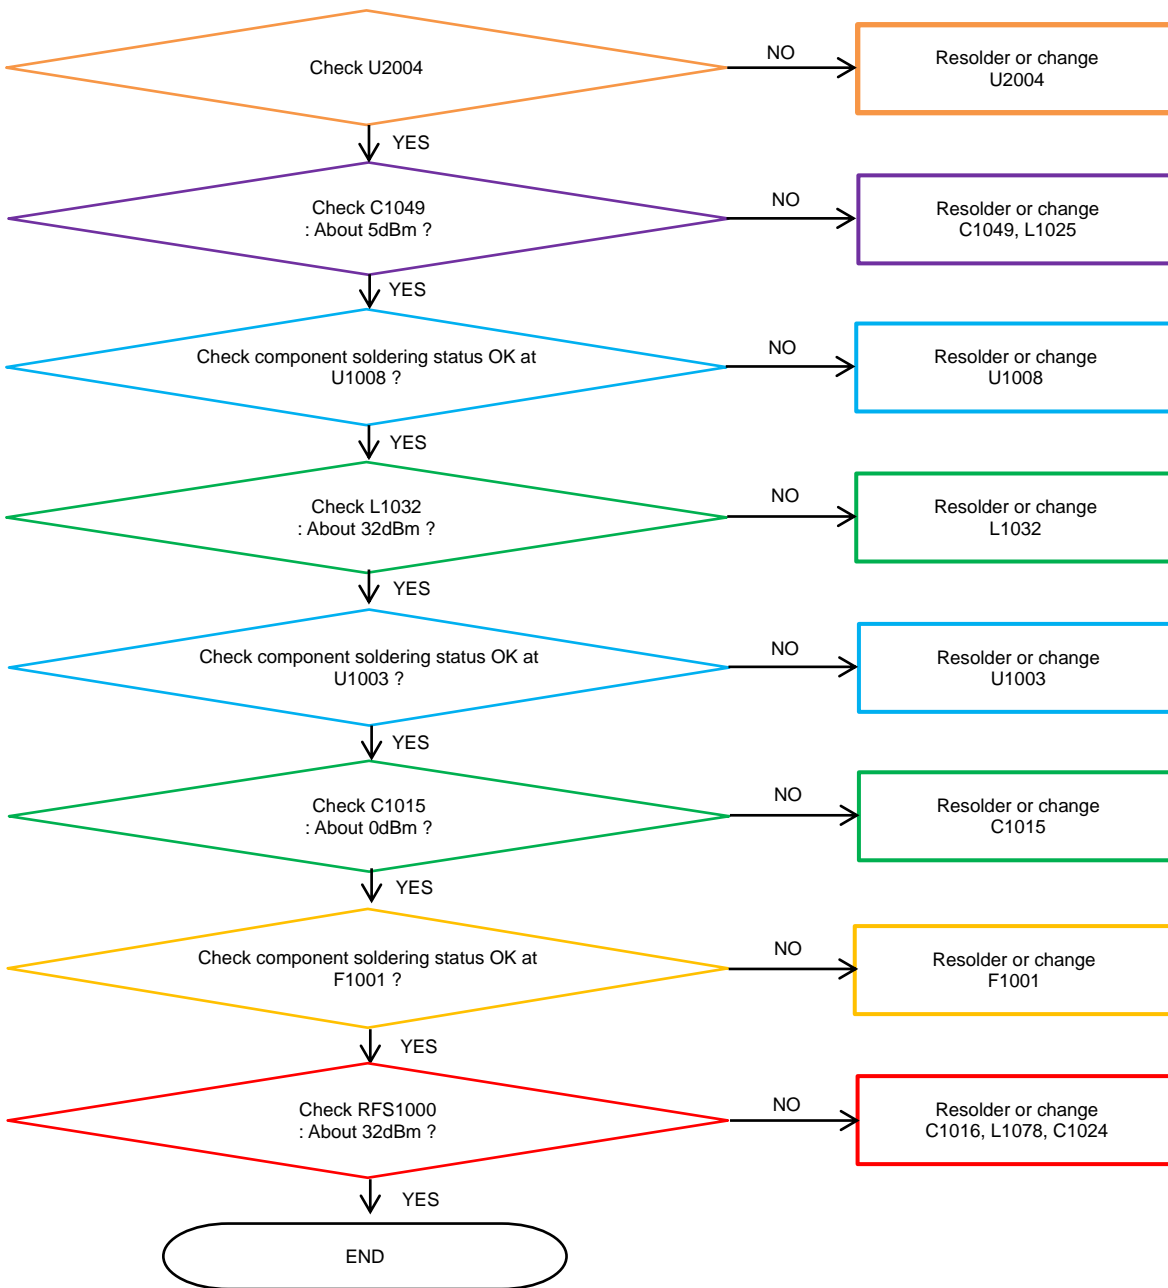 Check U2004
NO
Resolder or change
U2004
YES
Check C1049
: About 5dBm ?
NO
Resolder or change
C1049, L1025
YES
Check component soldering status OK at
U1008 ?
NO
Resolder or change
U1008
YES
Check L1032
: About 32dBm ?
NO
Resolder or change
L1032
YES
Check component soldering status OK at
U1003 ?
NO
Resolder or change
U1003
YES
Check C1015
: About 0dBm ?
NO
Resolder or change
C1015
YES
Check component soldering status OK at
F1001 ?
NO
Resolder or change
F1001
YES
Check RFS1000
: About 32dBm ?
NO
Resolder or change
C1016, L1078, C1024
YES
END